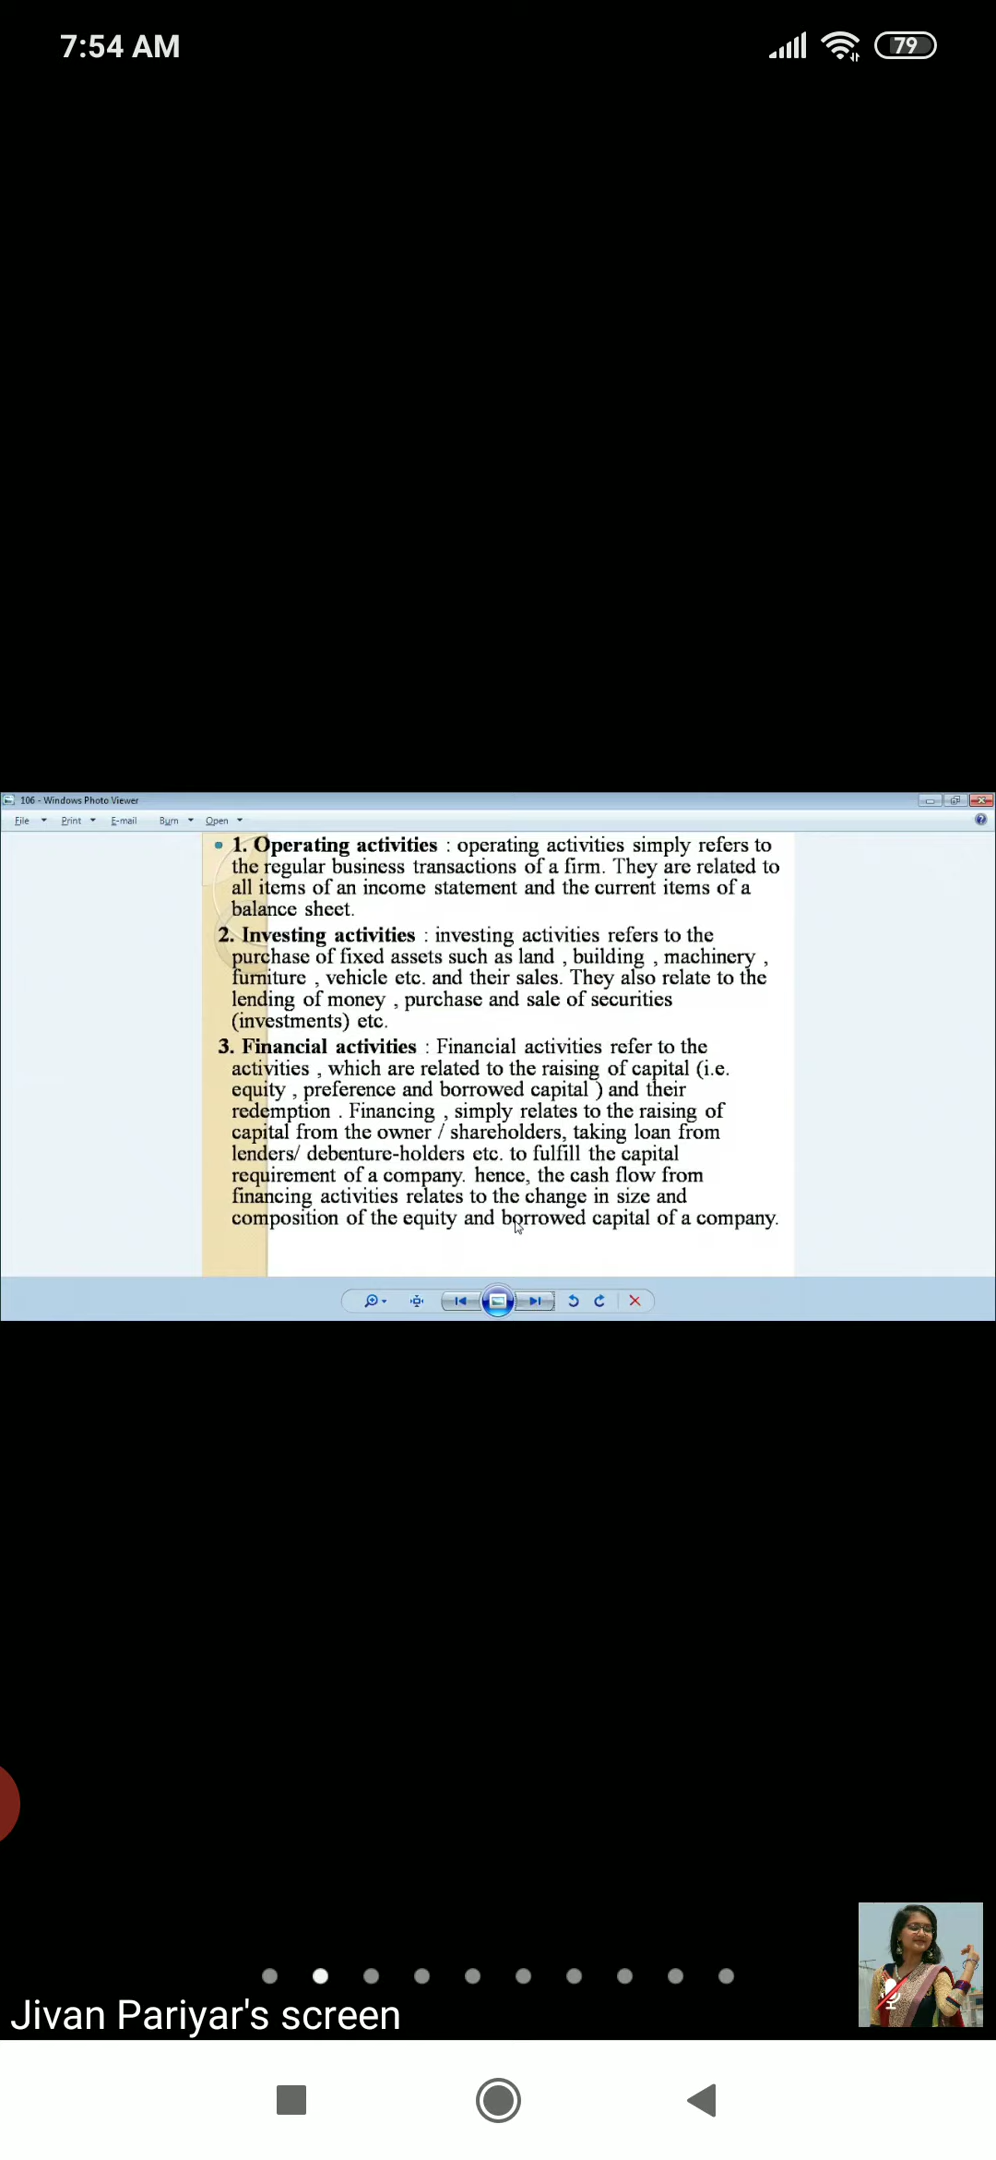 7:54 AM
79
106 - Windows Photo Viewer
File Print E-mail Burn Open
• 1. Operating activities : operating activities simply refers to
the regular business transactions of a firm. They are related to
all items of an income statement and the current items of a
balance sheet.
2. Investing activities : investing activities refers to the
purchase of fixed assets such as land , building , machinery ,
furniture , vehicle etc. and their sales. They also relate to the
lending of money , purchase and sale of securities
(investments) etc.
3. Financial activities : Financial activities refer to the
activities , which are related to the raising of capital (i.e.
equity , preference and borrowed capital ) and their
redemption . Financing , simply relates to the raising of
capital from the owner / shareholders, taking loan from
lenders/ debenture-holders etc. to fulfill the capital
requirement of a company. hence, the cash flow from
financing activities relates to the change in size and
composition of the equity and borrowed capital of a company.
Jivan Pariyar's screen